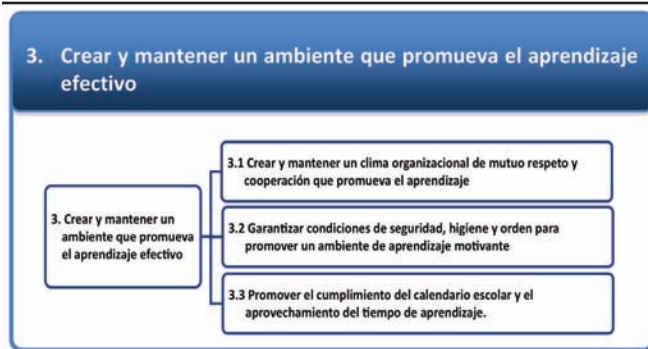 3. Crear y mantener un ambiente que promueva el aprendizaje
efectivo
3. Crear y mantener un
ambiente que promueva
el aprendizaje efectivo
3.1 Crear y mantener un clima organizacional de mutuo respeto y
cooperación que promueva el aprendizaje
3.2 Garantizar condiciones de seguridad, higiene y orden para
promover un ambiente de aprendizaje motivante
3.3 Promover el cumplimiento del calendario escolar y el
aprovechamiento del tiempo de aprendizaje.